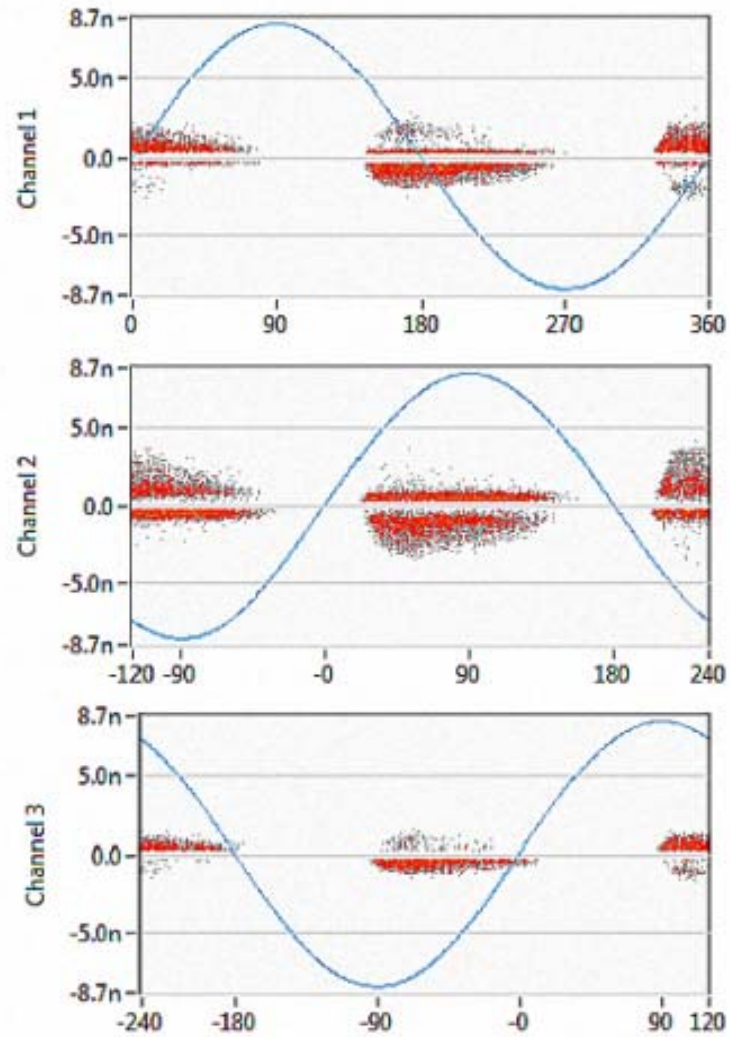 8.7n
5.0n
Channel 1
0.0
-5.0n
-8.7n
0 90 180 270 360
8.7n
5.0n
Channel 2
0.0
-5.0n
-8.7n
-120 -90 -0 90 180 240
8.7n
5.0n
Channel 3
0.0
-5.0n
-8.7n
-240 -180 -90 -0 90 120